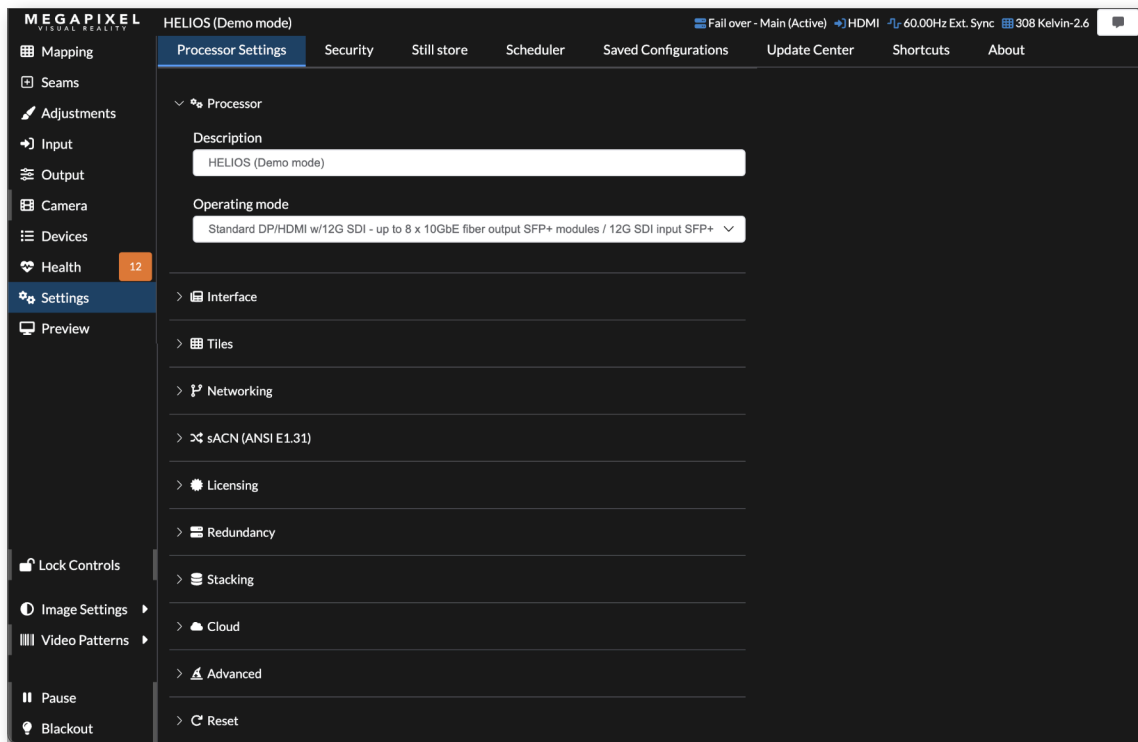 MEGAPIXEL
VISUAL REALITY
HELIOS (Demo mode)
Fail over - Main (Active) HDMI 60.00Hz Ext. Sync 308 Kelvin-2.6
Processor Settings Security Still store Scheduler Saved Configurations Update Center Shortcuts About
Mapping
Seams
Adjustments
Input
Output
Camera
Devices
Health 12
Settings
Preview
Lock Controls
Image Settings
Video Patterns
Pause
Blackout
Processor
Description
HELIOS (Demo mode)
Operating mode
Standard DP/HDMI w/12G SDI - up to 8 x 10GbE fiber output SFP+ modules / 12G SDI input SFP+
Interface
Tiles
Networking
sACN (ANSI E1.31)
Licensing
Redundancy
Stacking
Cloud
Advanced
Reset